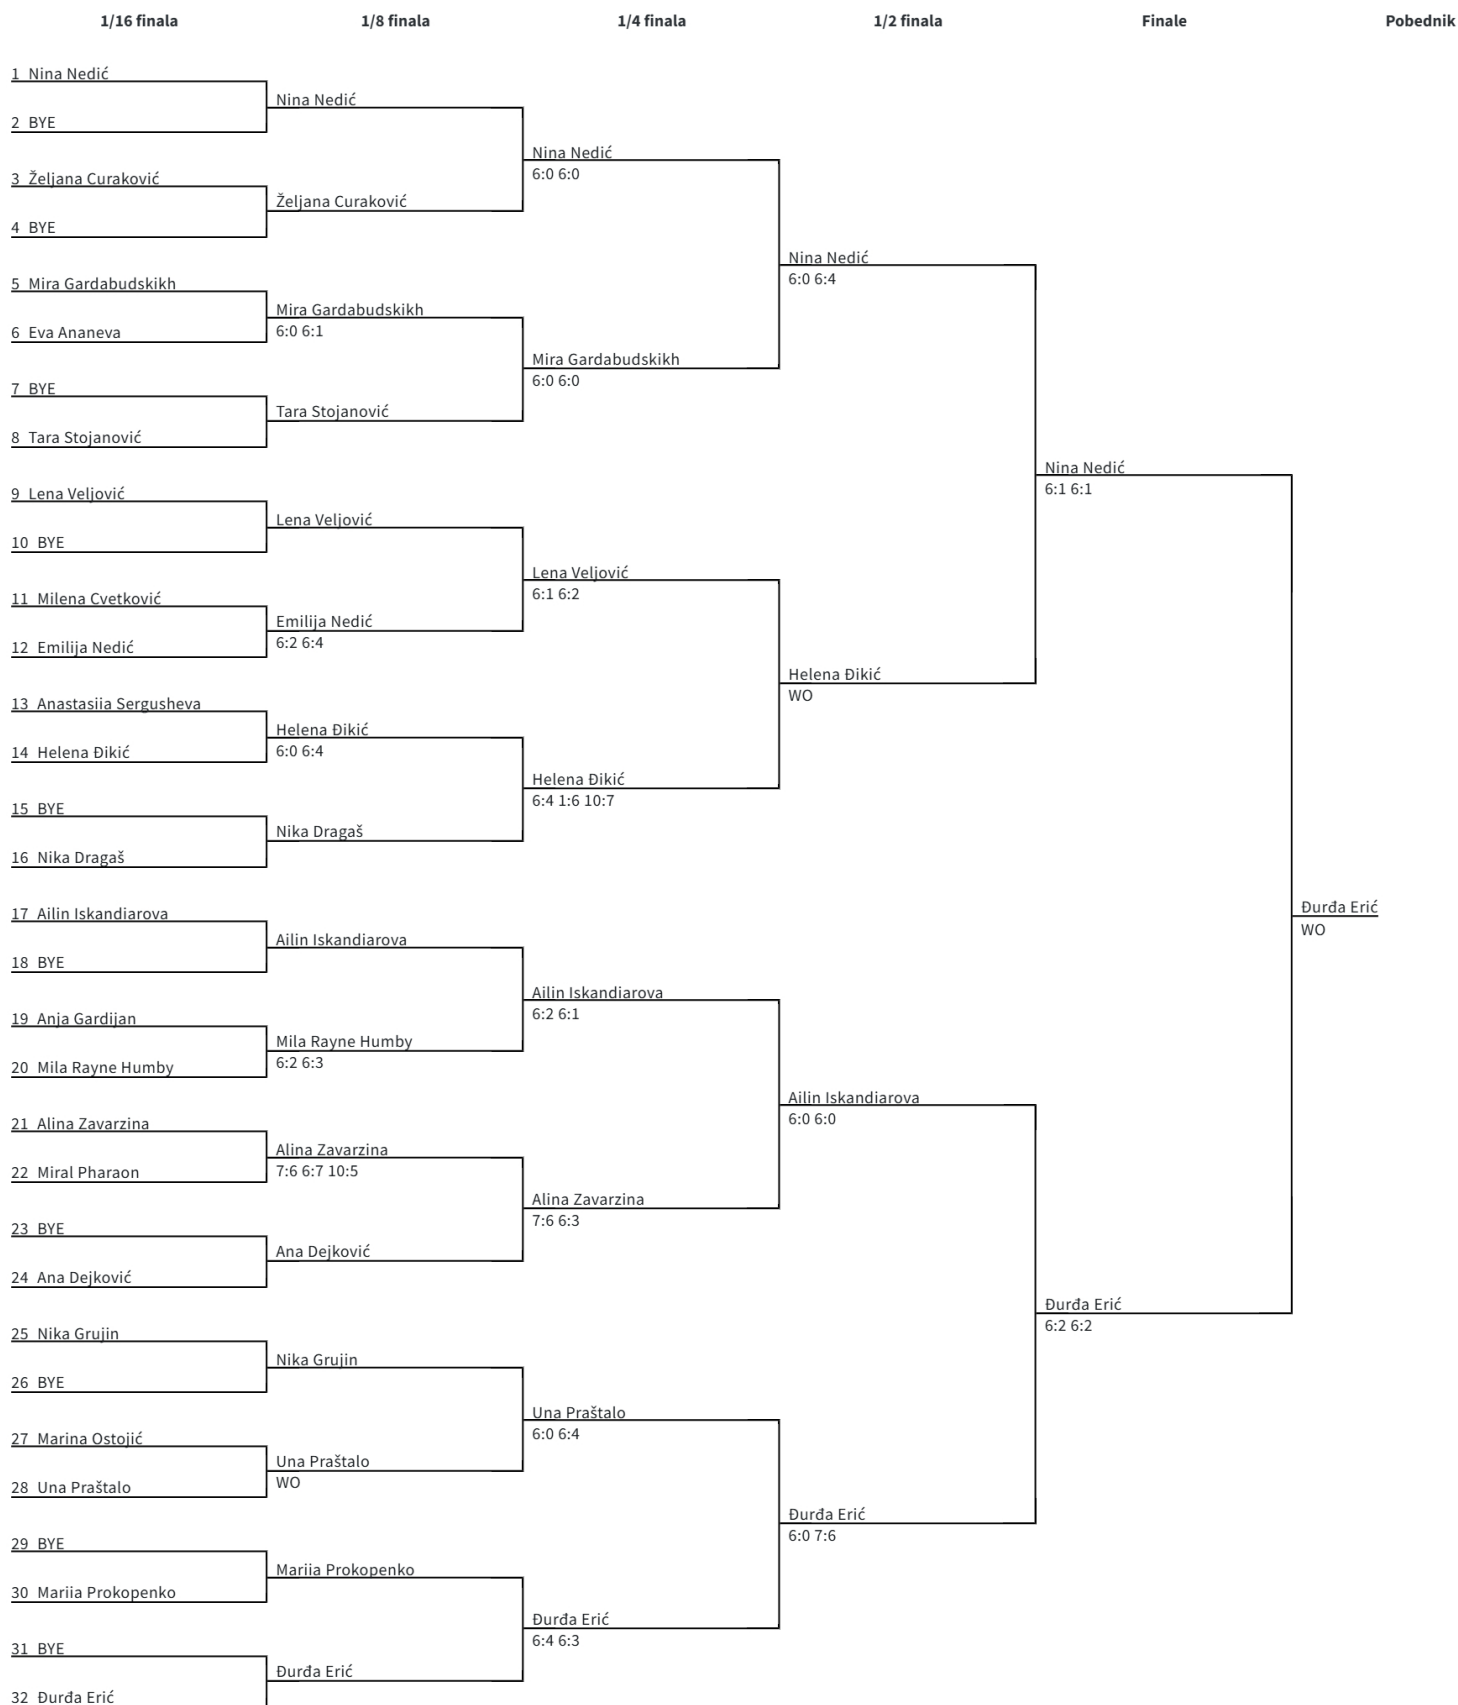 1/16 finala
1/8 finala
1/4 finala
1/2 finala
Finale
Pobednik
1 Nina Nedić
2 BYE
3 Željana Curaković
4 BYE
5 Mira Gardabudskikh
6 Eva Ananeva
7 BYE
8 Tara Stojanović
9 Lena Veljović
10 BYE
11 Milena Cvetković
12 Emilija Nedić
13 Anastasiia Sergusheva
14 Helena Đikić
15 BYE
16 Nika Dragaš
17 Ailin Iskandiarova
18 BYE
19 Anja Gardijan
20 Mila Rayne Humby
21 Alina Zavarzina
22 Miral Pharaon
23 BYE
24 Ana Dejković
25 Nika Grujin
26 BYE
27 Marina Ostojić
28 Una Praštalo
29 BYE
30 Mariia Prokopenko
31 BYE
32 Đurđa Erić
Nina Nedić
Željana Curaković
Mira Gardabudskikh
6:0 6:1
Tara Stojanović
Lena Veljović
Emilija Nedić
6:2 6:4
Helena Đikić
6:0 6:4
Nika Dragaš
Ailin Iskandiarova
Mila Rayne Humby
6:2 6:3
Alina Zavarzina
7:6 6:7 10:5
Ana Dejković
Nika Grujin
Una Praštalo
WO
Mariia Prokopenko
Đurđa Erić
Nina Nedić
6:0 6:0
Mira Gardabudskikh
6:0 6:0
Lena Veljović
6:1 6:2
Helena Đikić
6:4 1:6 10:7
Ailin Iskandiarova
6:2 6:1
Alina Zavarzina
7:6 6:3
Una Praštalo
6:0 6:4
Đurđa Erić
6:4 6:3
Nina Nedić
6:0 6:4
Helena Đikić
WO
Ailin Iskandiarova
6:0 6:0
Đurđa Erić
6:0 7:6
Nina Nedić
6:1 6:1
Đurđa Erić
6:2 6:2
Đurđa Erić
WO